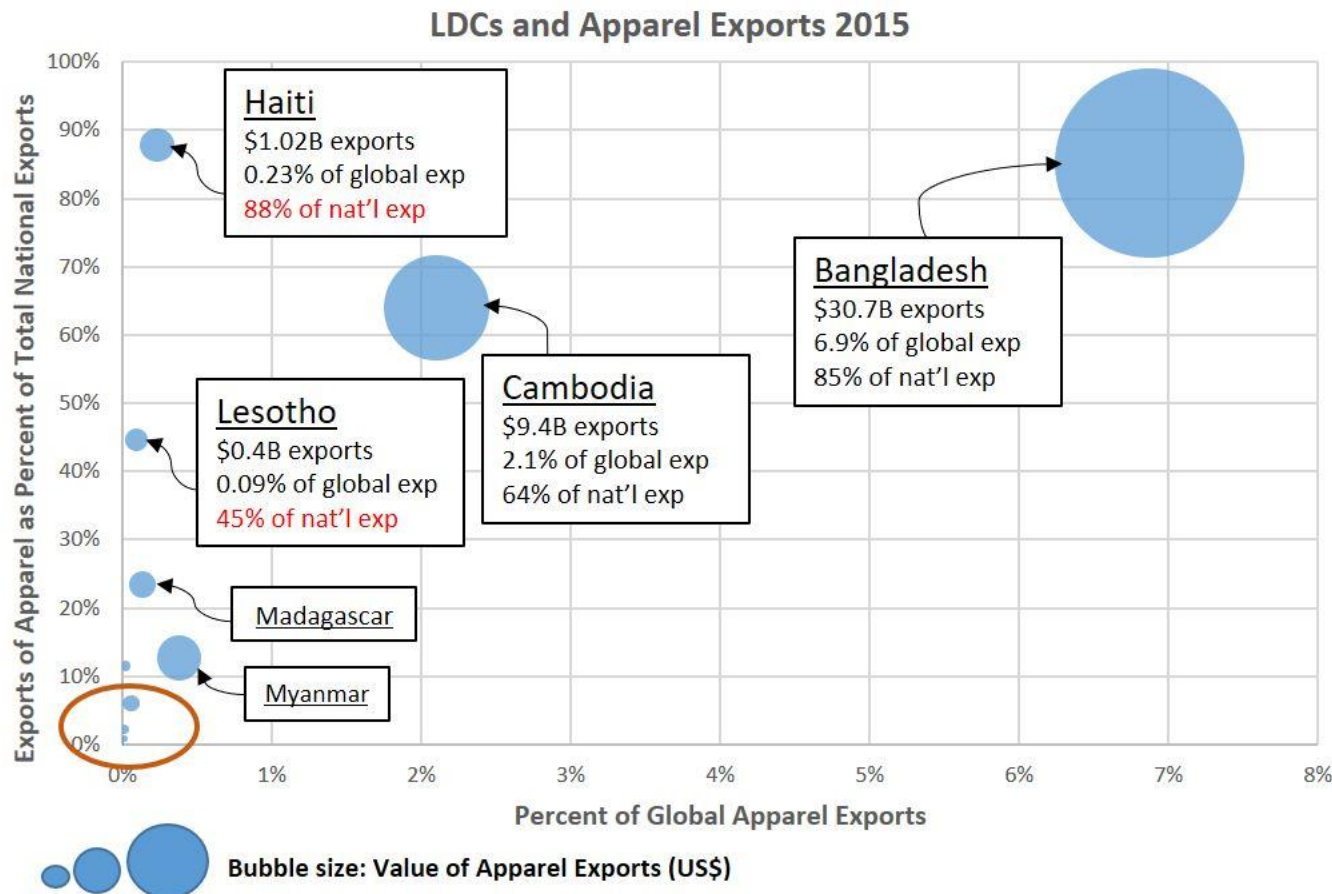 LDCs and Apparel Exports 2015
Exports of Apparel as Percent of Total National Exports
100%
90%
80%
70%
60%
50%
40%
30%
20%
10%
0%
Haiti
$1.02B exports
0.23% of global exp
88% of nat'l exp
Bangladesh
$30.7B exports
6.9% of global exp
85% of nat'l exp
Cambodia
$9.4B exports
2.1% of global exp
64% of nat'l exp
Lesotho
$0.4B exports
0.09% of global exp
45% of nat'l exp
Madagascar
Myanmar
0% 1% 2% 3% 4% 5% 6% 7% 8%
Percent of Global Apparel Exports
Bubble size: Value of Apparel Exports (US$)